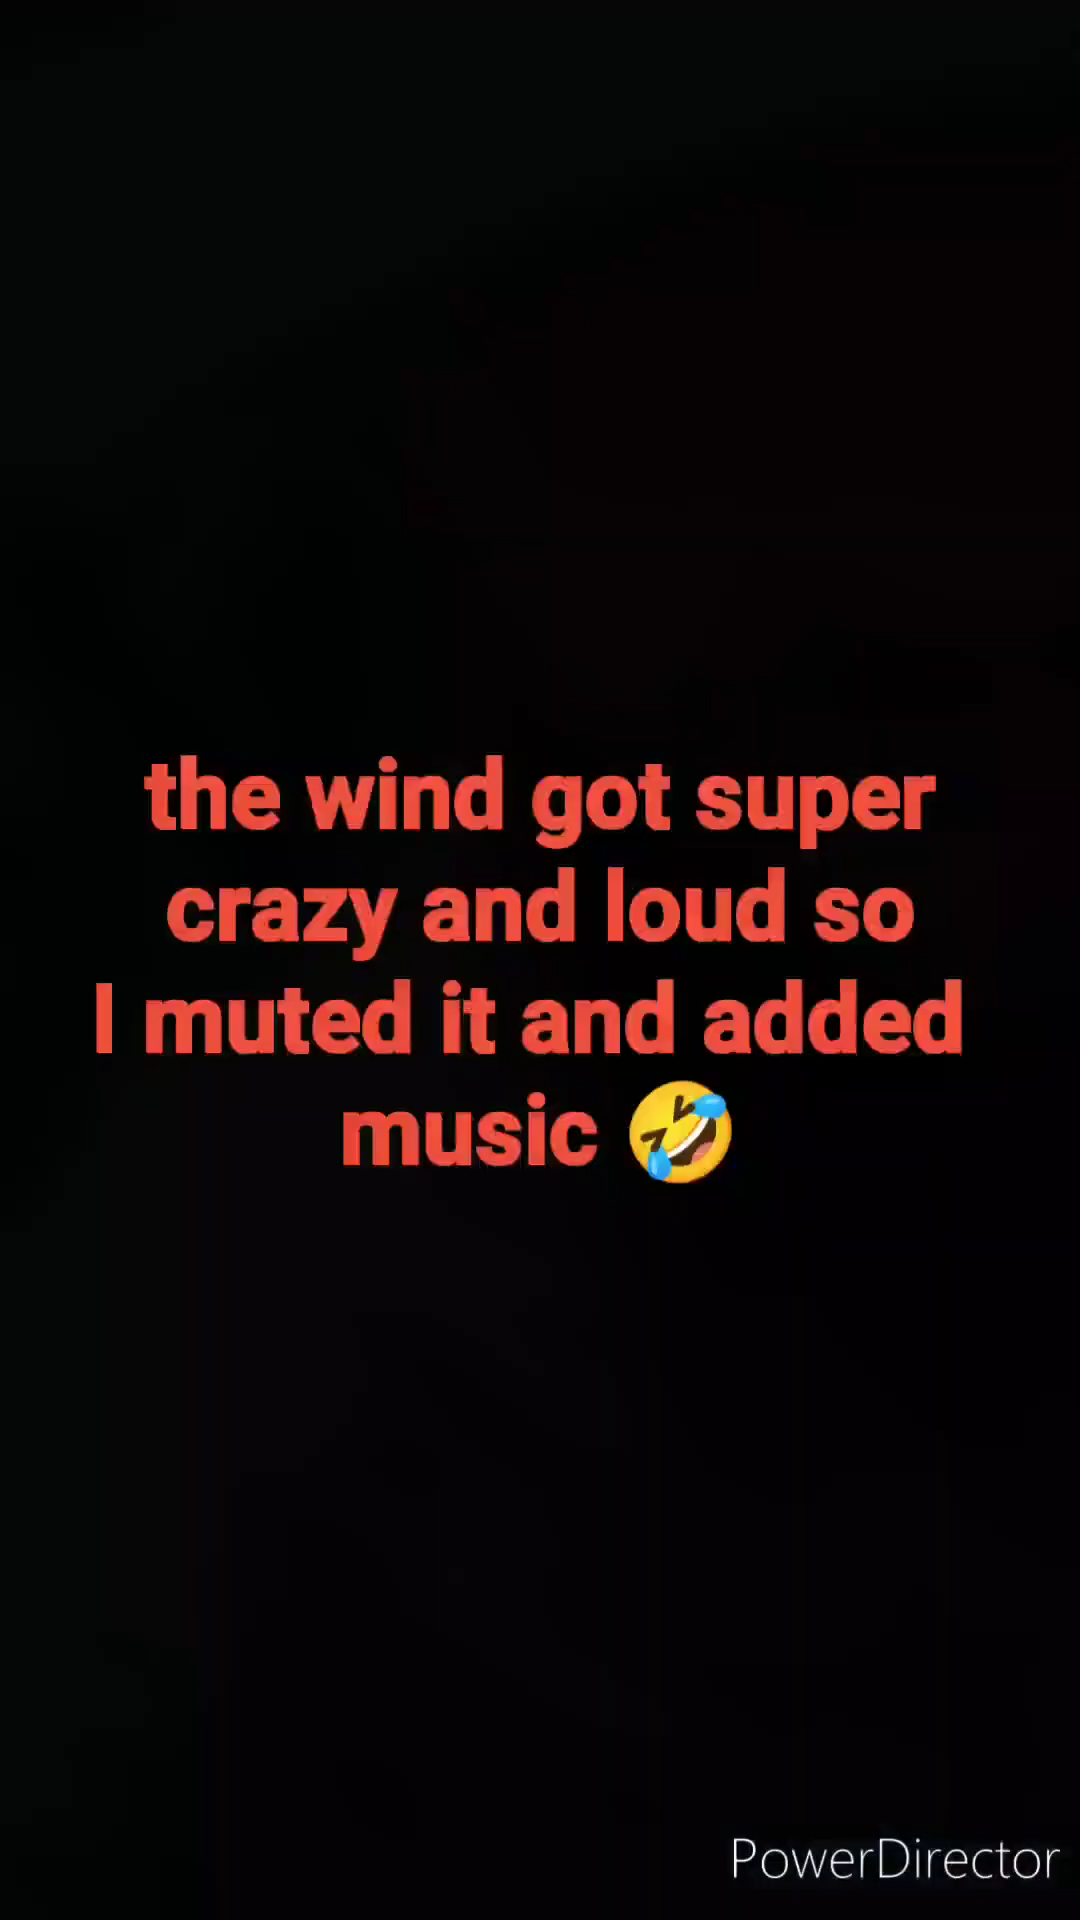 the wind got super
crazy and loud so
I muted it and added
music 🤣
PowerDirector